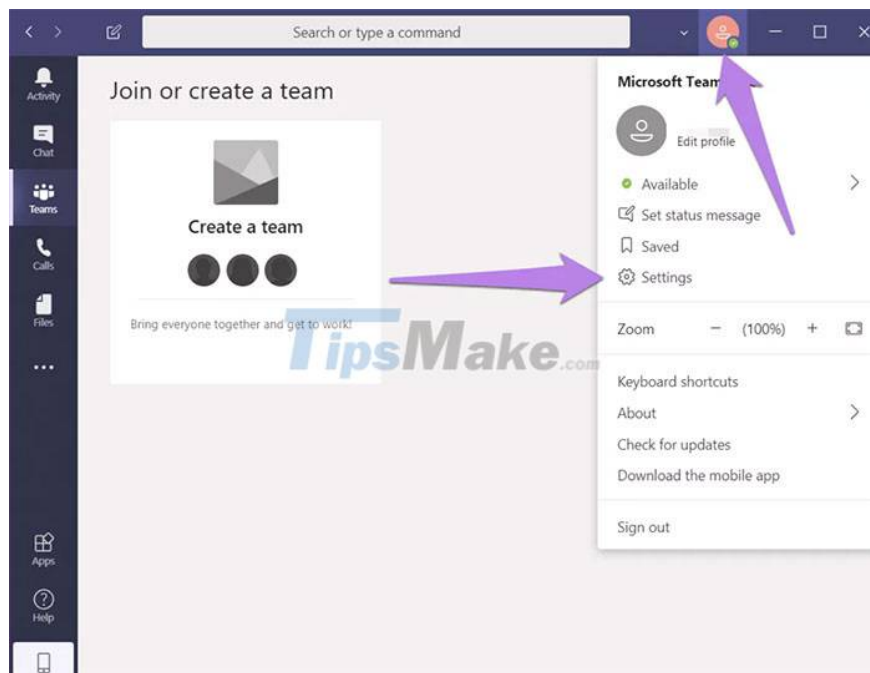 Search or type a command
Activity
Chat
Teams
Calls
Files
Apps
Help
Join or create a team
Create a team
Bring everyone together and get to work!
TipsMake.com
Edit profile
Available
Set status message
Saved
Settings
Zoom - (100%) +
Keyboard shortcuts
About
Check for updates
Download the mobile app
Sign out